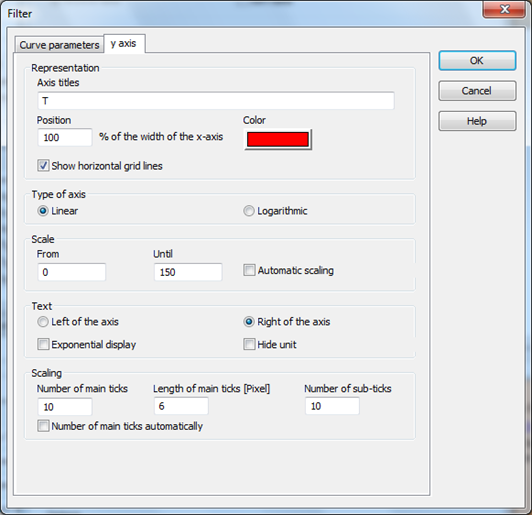 Filter
Curve parameters y axis
OK
Cancel
Help
Representation
Axis titles
T
Position Color
100 % of the width of the x-axis
Show horizontal grid lines
Type of axis
Linear Logarithmic
Scale
From Until
0 150 Automatic scaling
Text
Left of the axis Right of the axis
Exponential display Hide unit
Scaling
Number of main ticks Length of main ticks [Pixel] Number of sub-ticks
10 6 10
Number of main ticks automatically